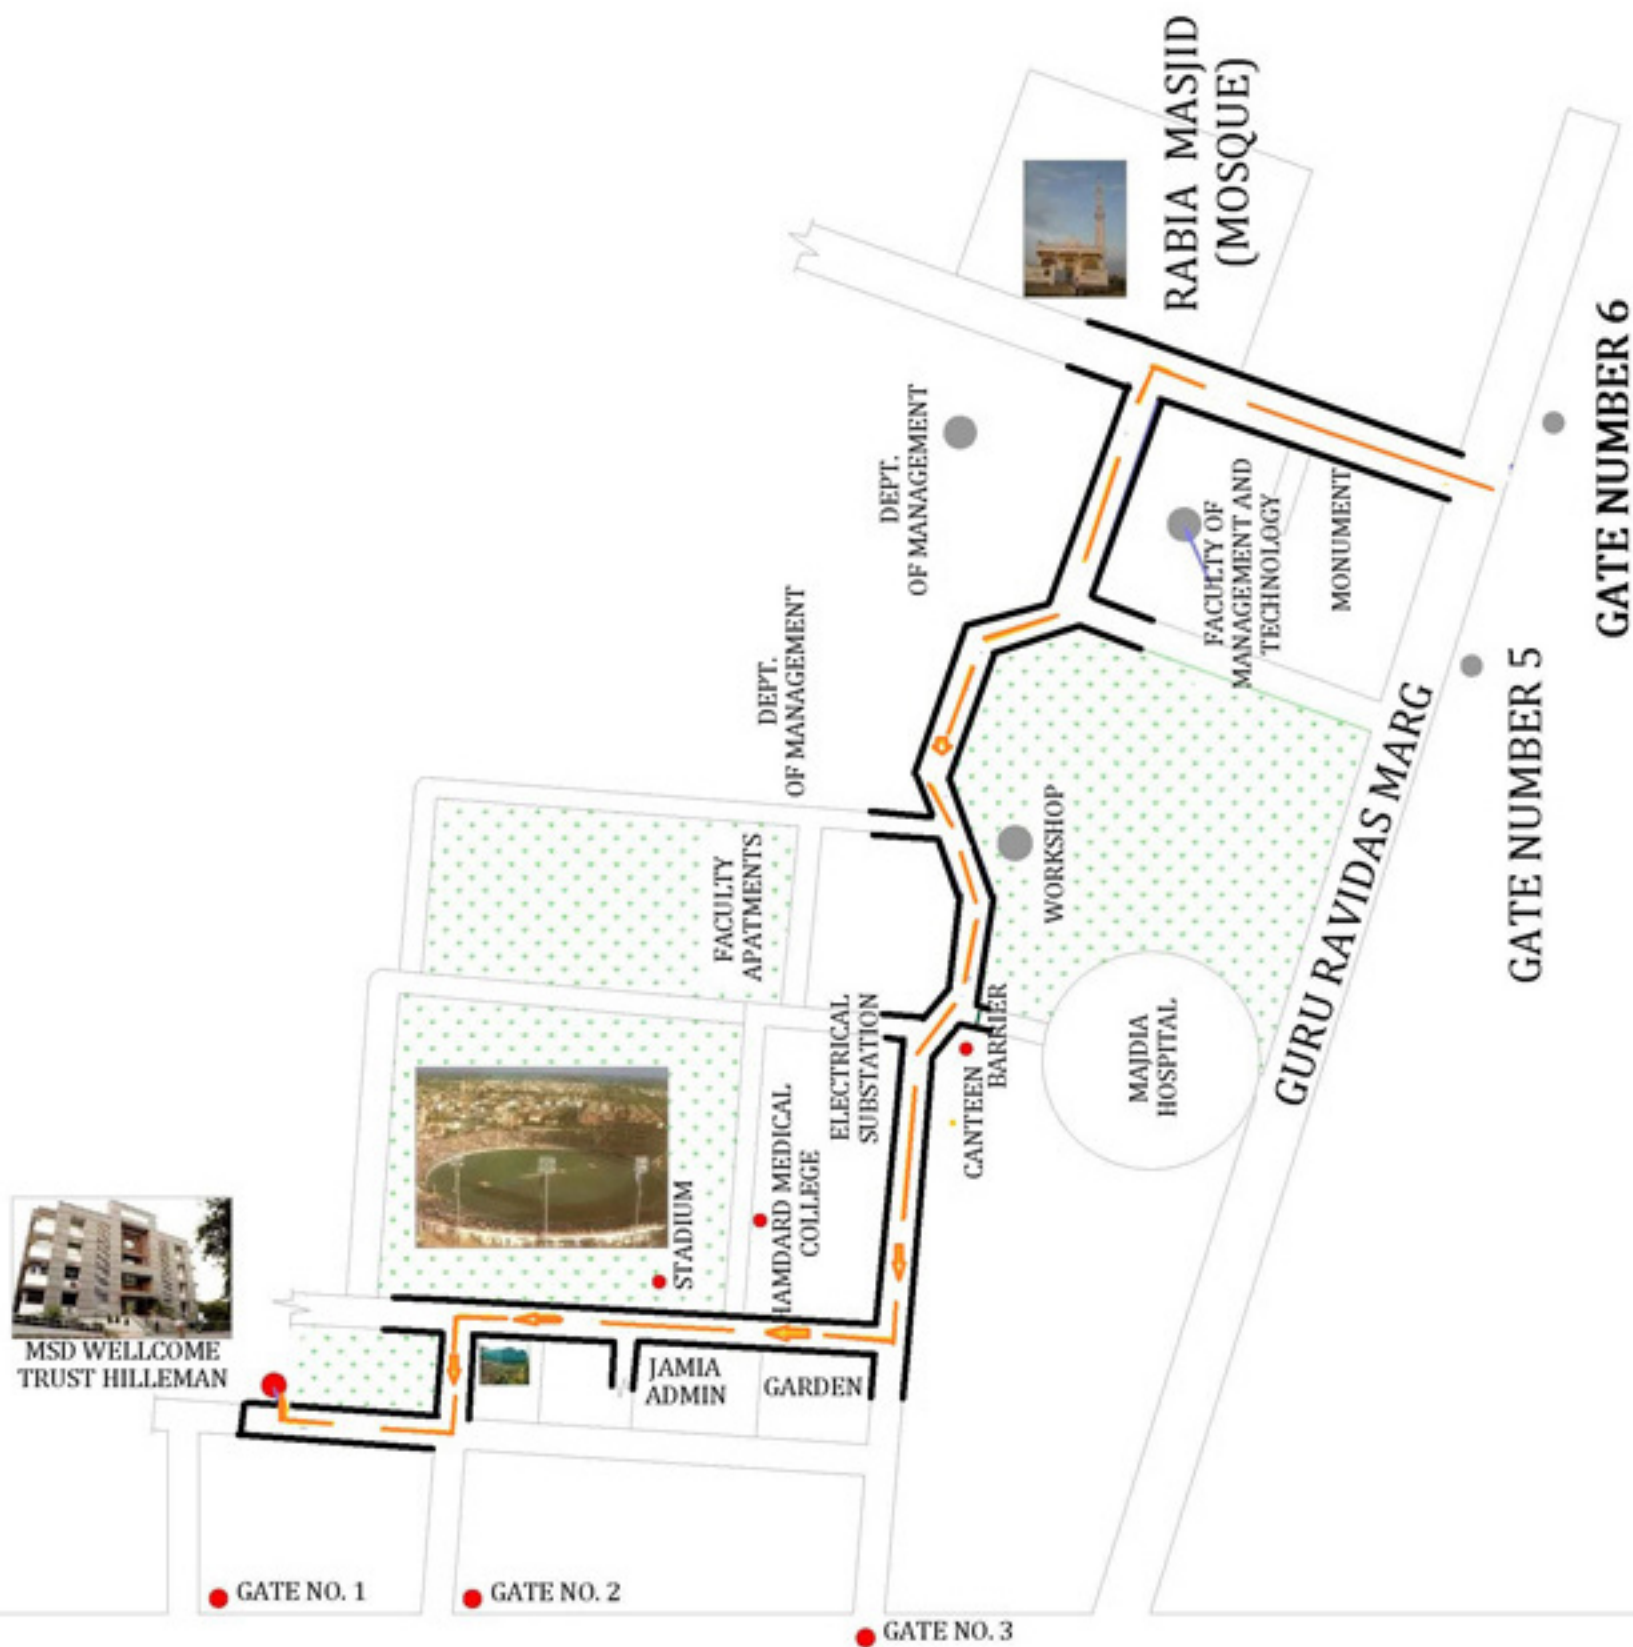 RABIA MASJID
(MOSQUE)
GATE NUMBER 6
DEPT.
OF MANAGEMENT
FACULTY OF
MANAGEMENT AND
TECHNOLOGY
MONUMENT
GATE NUMBER 5
DEPT.
OF MANAGEMENT
GURU RAVIDAS MARG
WORKSHOP
FACULTY
APATMENTS
ELECTRICAL
SUBSTATION
BARRIER
CANTEEN
MAJDIA
HOSPITAL
HAMDARD MEDICAL
COLLEGE
STADIUM
MSD WELLCOME
TRUST HILLEMAN
JAMIA
ADMIN
GARDEN
GATE NO. 1
GATE NO. 2
GATE NO. 3